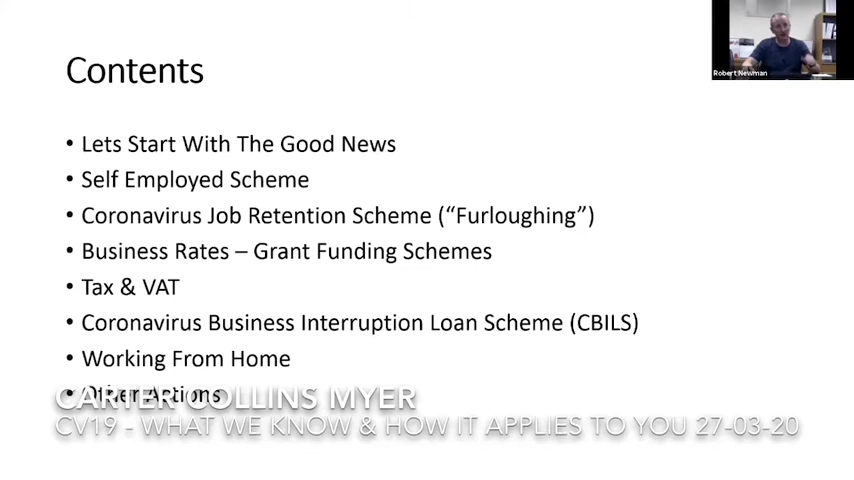 Contents
Robert Newman
• Lets Start With The Good News
• Self Employed Scheme
• Coronavirus Job Retention Scheme (“Furloughing”)
• Business Rates – Grant Funding Schemes
• Tax & VAT
• Coronavirus Business Interruption Loan Scheme (CBILS)
• Working From Home
• Other Actions
CARTER COLLINS MYER
CV19 - WHAT WE KNOW & HOW IT APPLIES TO YOU 27-03-20